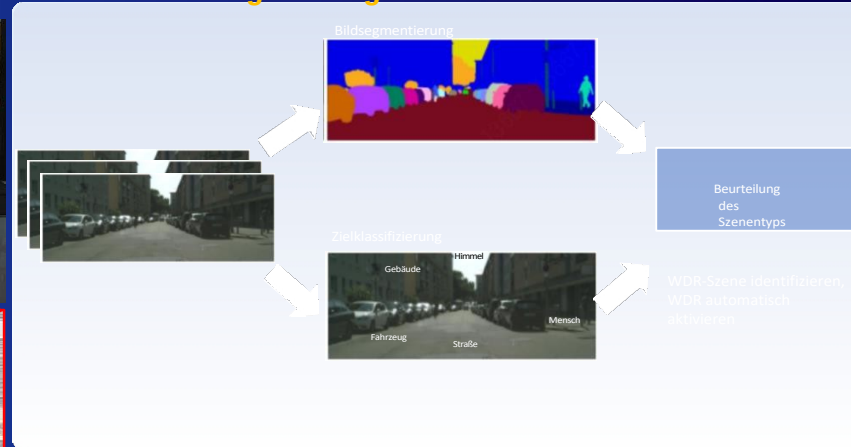 Bildsegmentierung
Zielklassifizierung
Himmel
Gebäude
Mensch
Fahrzeug
Straße
Beurteilung
des
Szenentyps
WDR-Szene identifizieren,
WDR automatisch
aktivieren